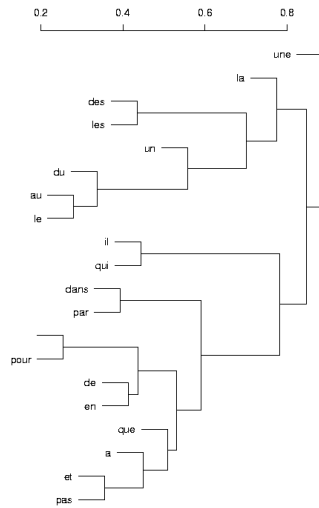 0.2 0.4 0.6 0.8
une
la
des
les
un
du
au
le
il
qui
dans
par
pour
de
en
que
a
et
pas